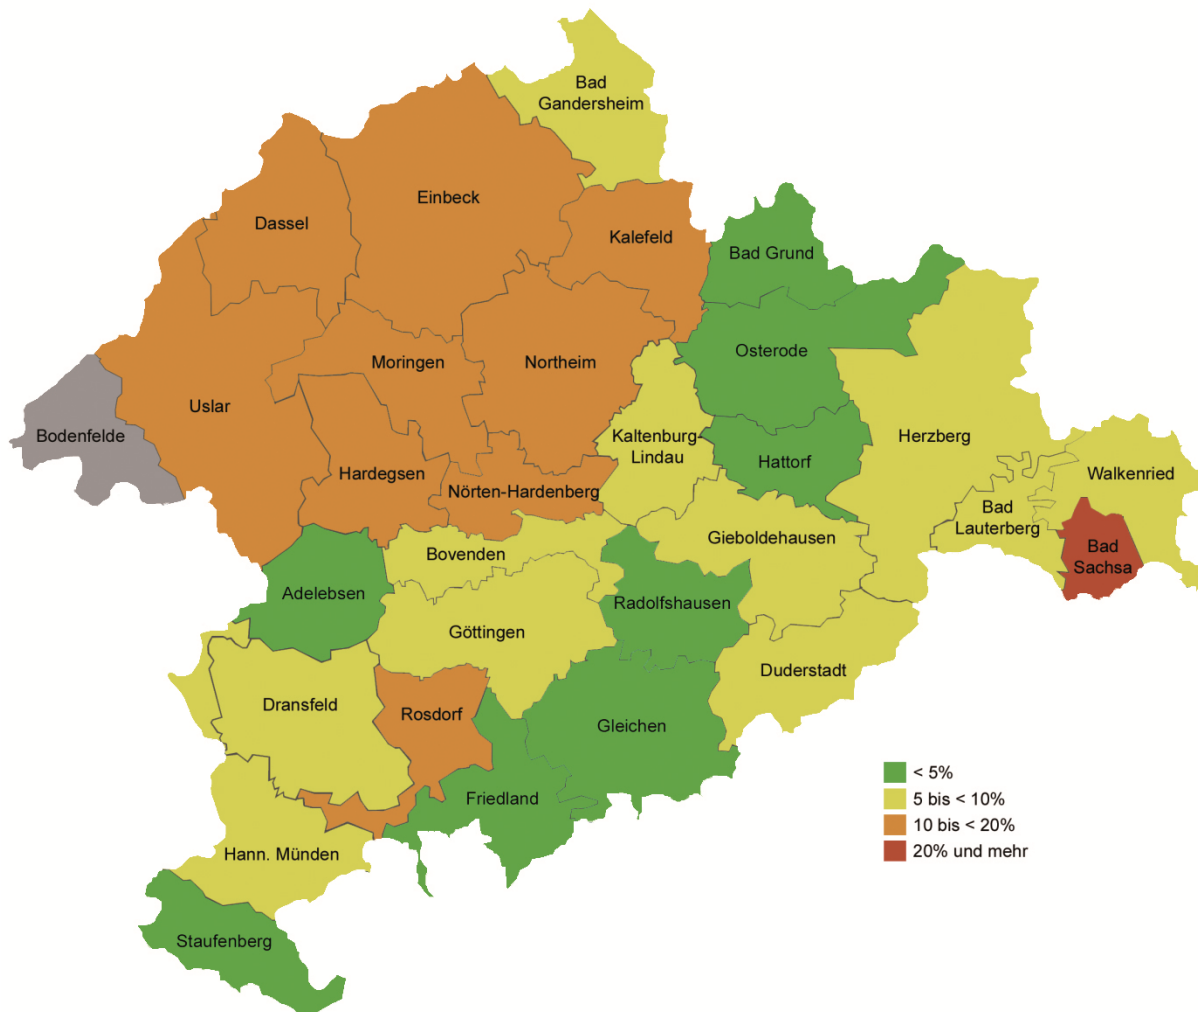 Bad
Gandersheim
Einbeck
Dassel
Kalefeld
Bad Grund
Osterode
Moringen
Northeim
Uslar
Bodenfelde
Kaltenburg-
Lindau
Herzberg
Hattorf
Hardegsen
Nörten-Hardenberg
Walkenried
Bad
Lauterberg
Bad
Sachsa
Gieboldehausen
Bovenden
Adelebsen
Radolfshausen
Göttingen
Duderstadt
Dransfeld
Rosdorf
Gleichen
Friedland
Hann. Münden
Staufenberg
< 5%
5 bis < 10%
10 bis < 20%
20% und mehr